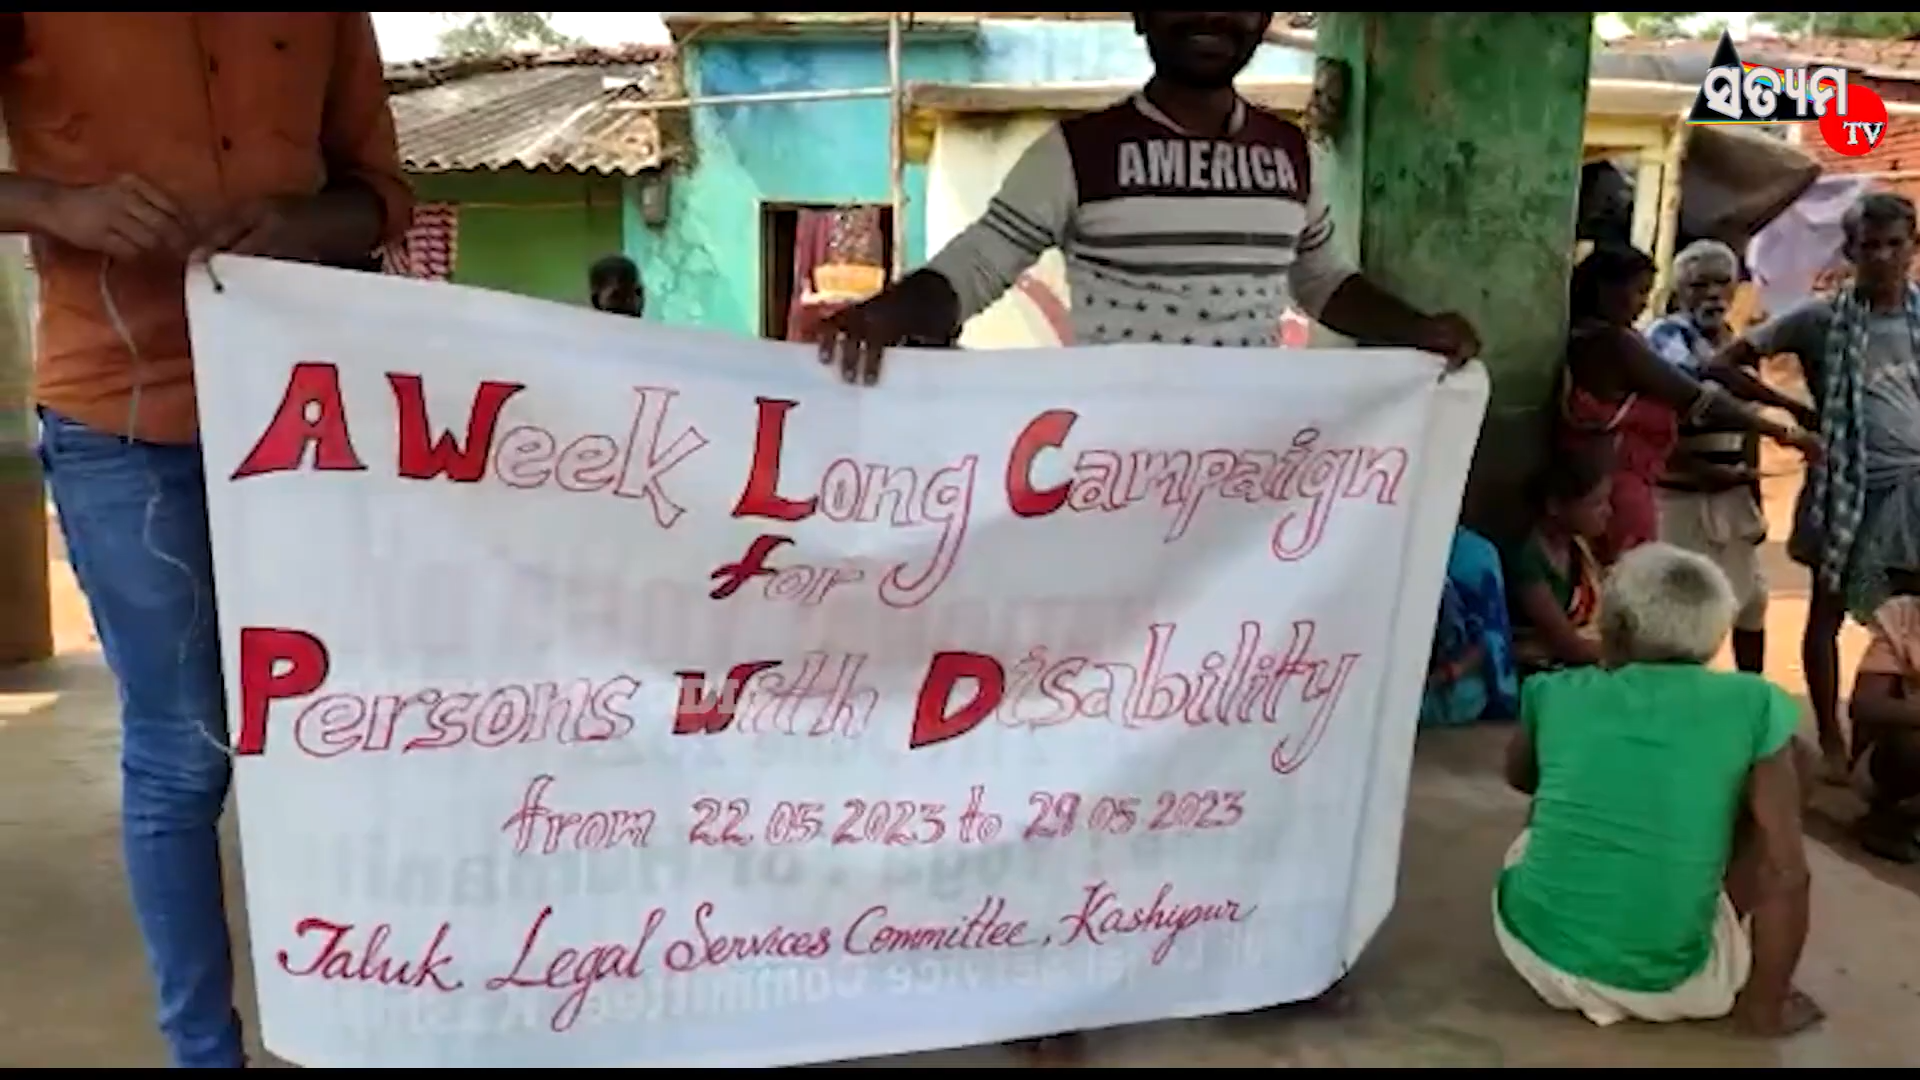 ସତ୍ୟମ
TV
AMERICA
A Week Long Campaign
for
Persons with Disability
from 22.05.2023 to 29.05.2023
Taluk Legal Services Committee, Kashipur